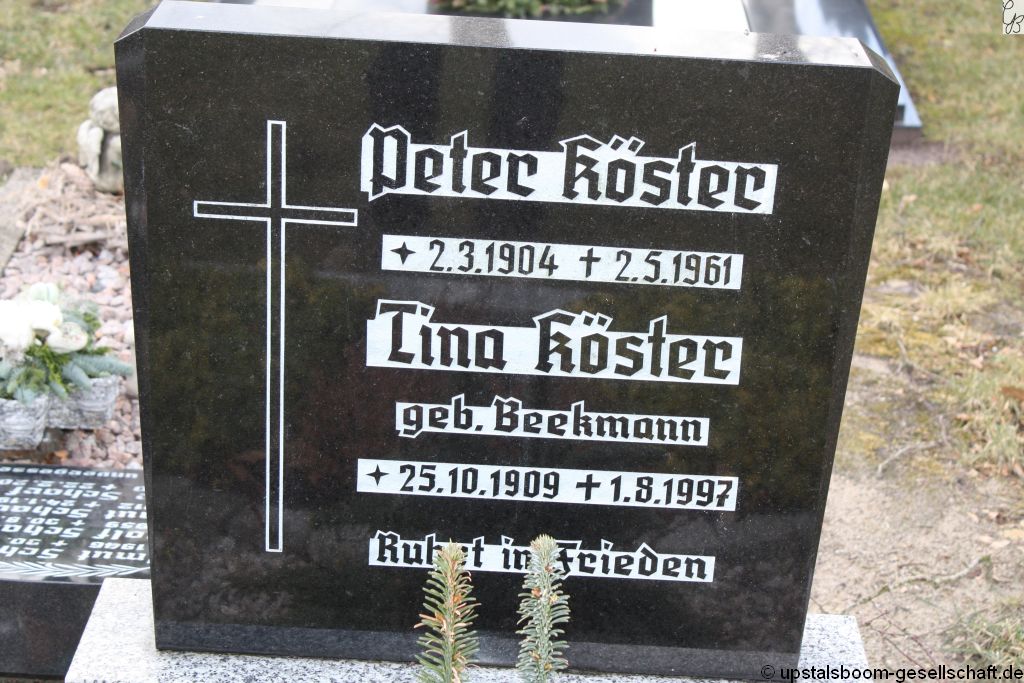 Peter Köster
✦ 2.3.1904 ✝ 2.5.1961
Tina Köster
geb. Beekmann
✦ 25.10.1909 ✝ 1.8.1997
Ruhet in Frieden
© upstalsboom-gesellschaft.de
GB